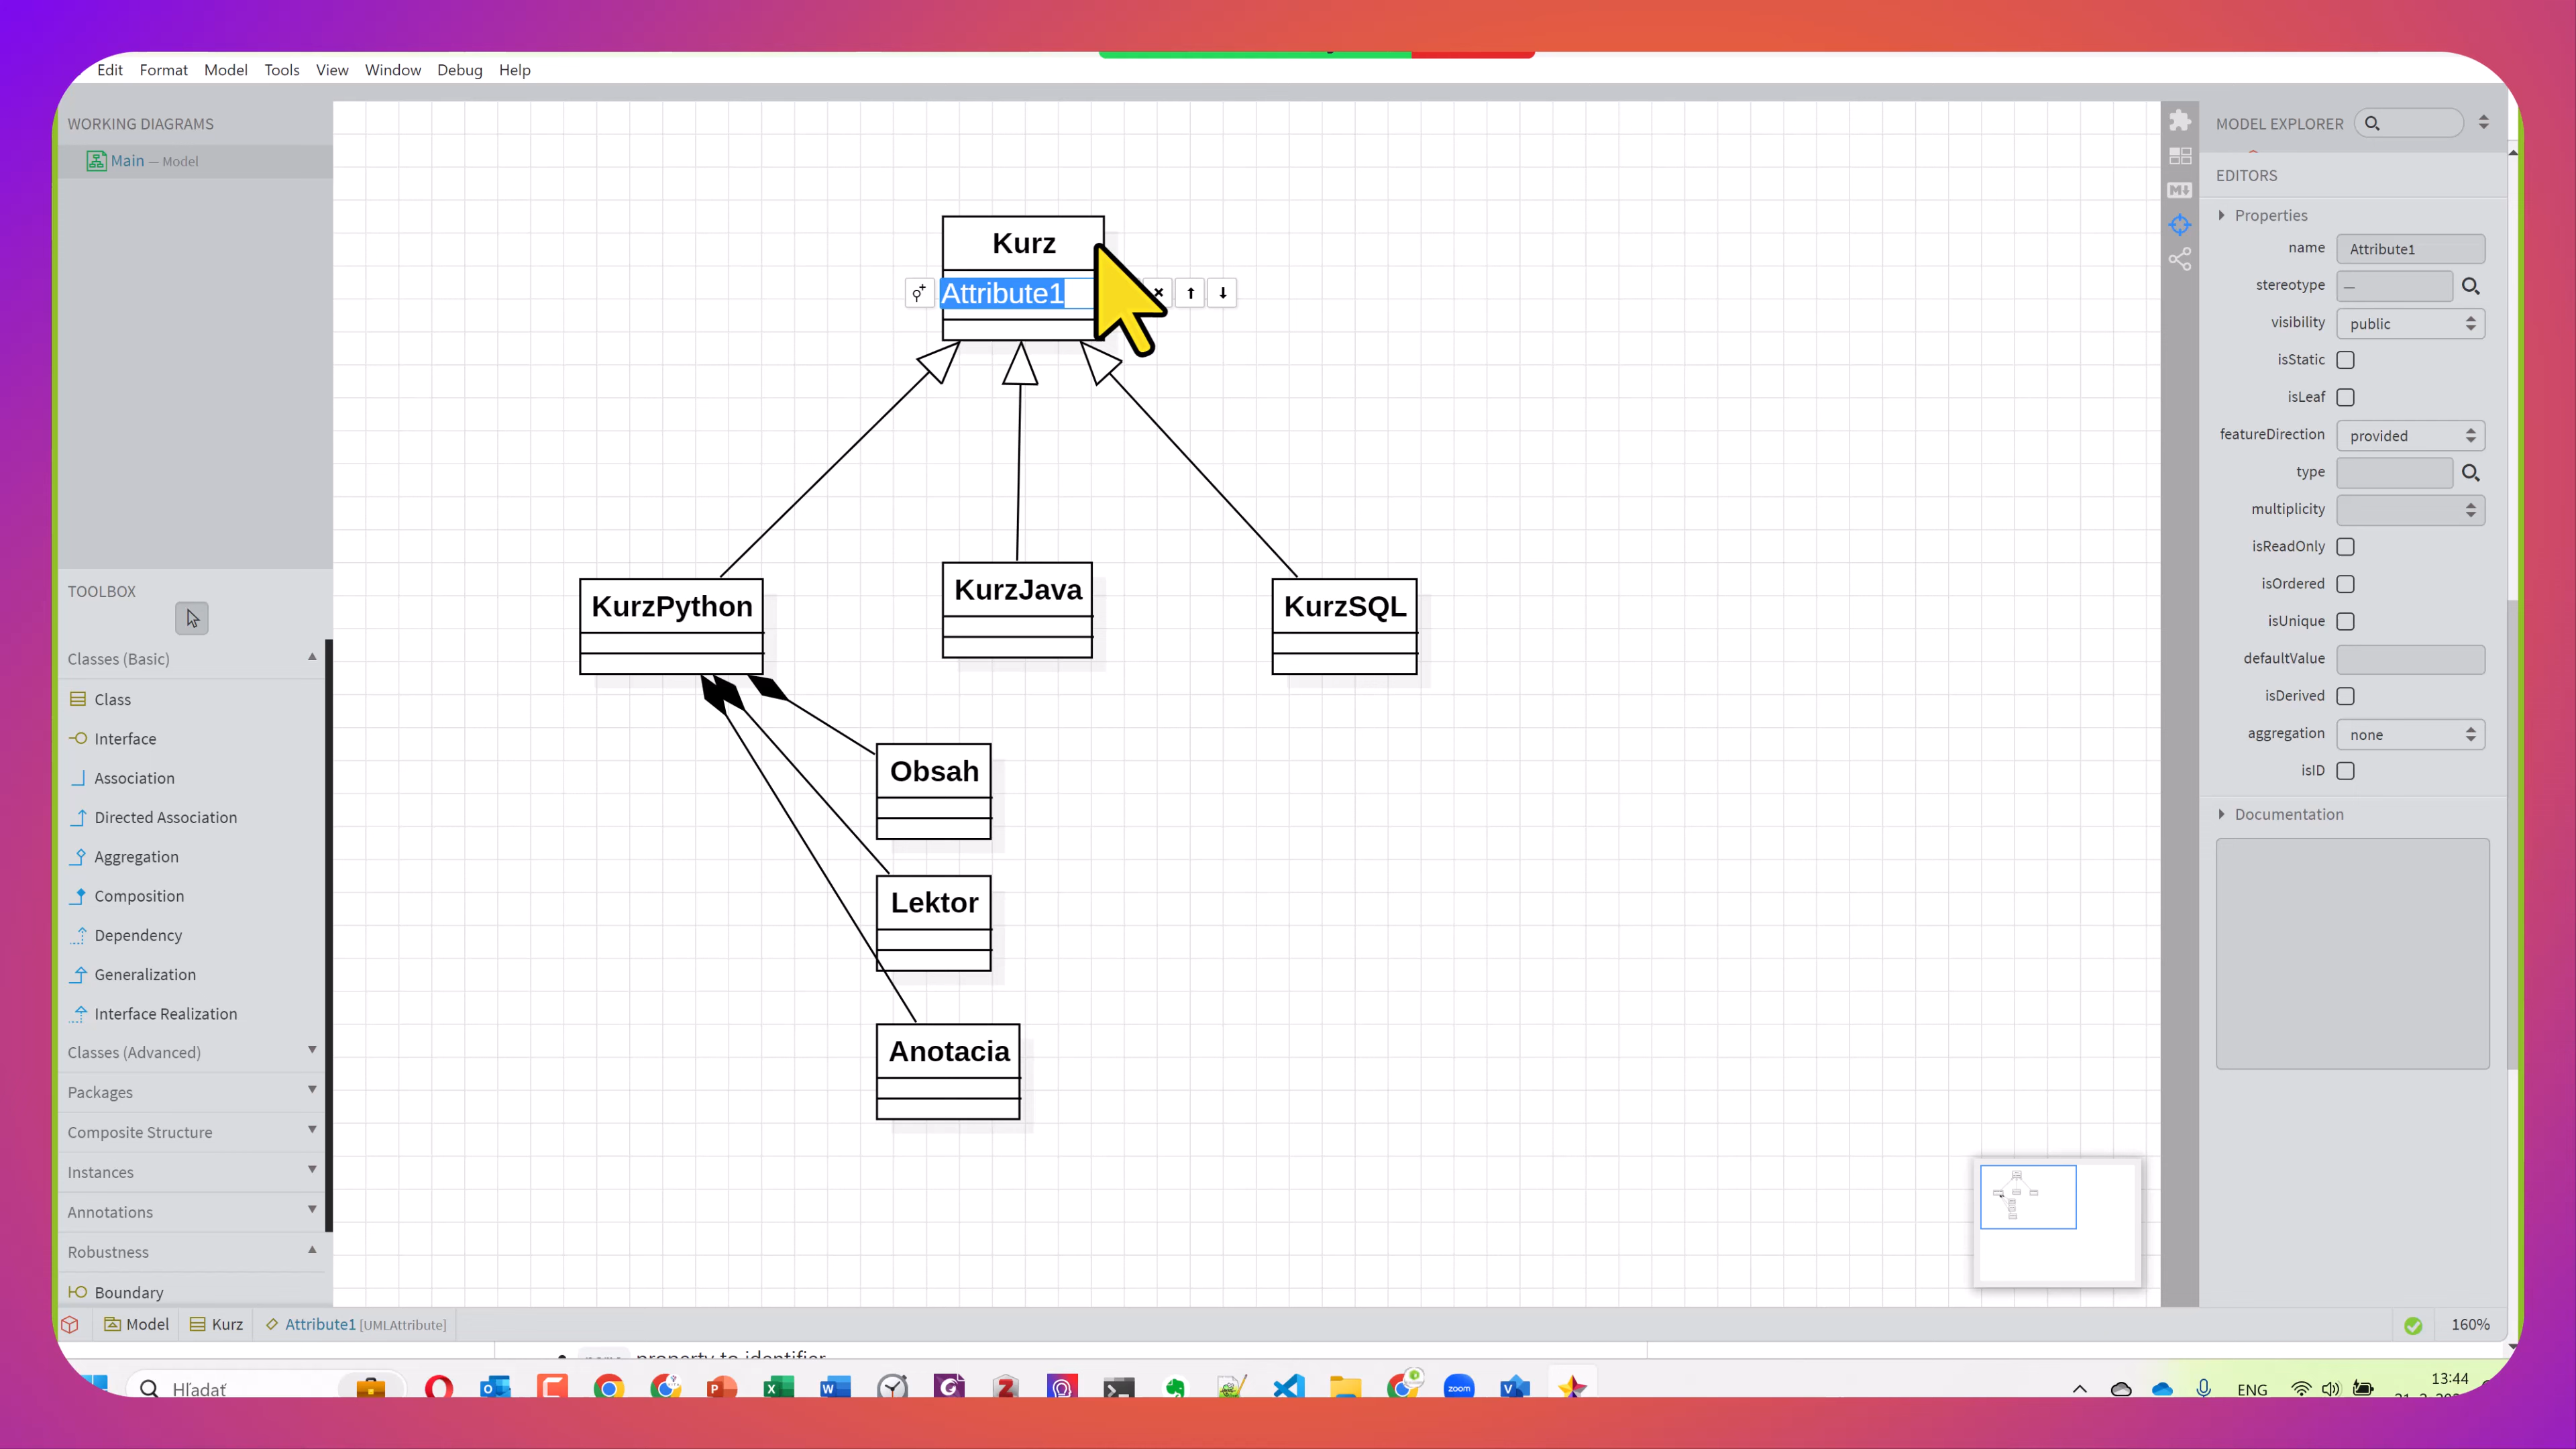 Edit Format Model Tools View Window Debug Help
WORKING DIAGRAMS
Main — Model
TOOLBOX
Classes (Basic)
Class
Interface
Association
Directed Association
Aggregation
Composition
Dependency
Generalization
Interface Realization
Classes (Advanced)
Packages
Composite Structure
Instances
Annotations
Robustness
Boundary
Kurz
Attribute1
KurzPython
KurzJava
KurzSQL
Obsah
Lektor
Anotacia
MODEL EXPLORER
EDITORS
Properties
name Attribute1
stereotype —
visibility public
isStatic
isLeaf
featureDirection provided
type
multiplicity
isReadOnly
isOrdered
isUnique
defaultValue
isDerived
aggregation none
isID
Documentation
Model Kurz Attribute1 [UMLAttribute]
160%
property to identifier
Hľadať
zoom
ENG
13:44